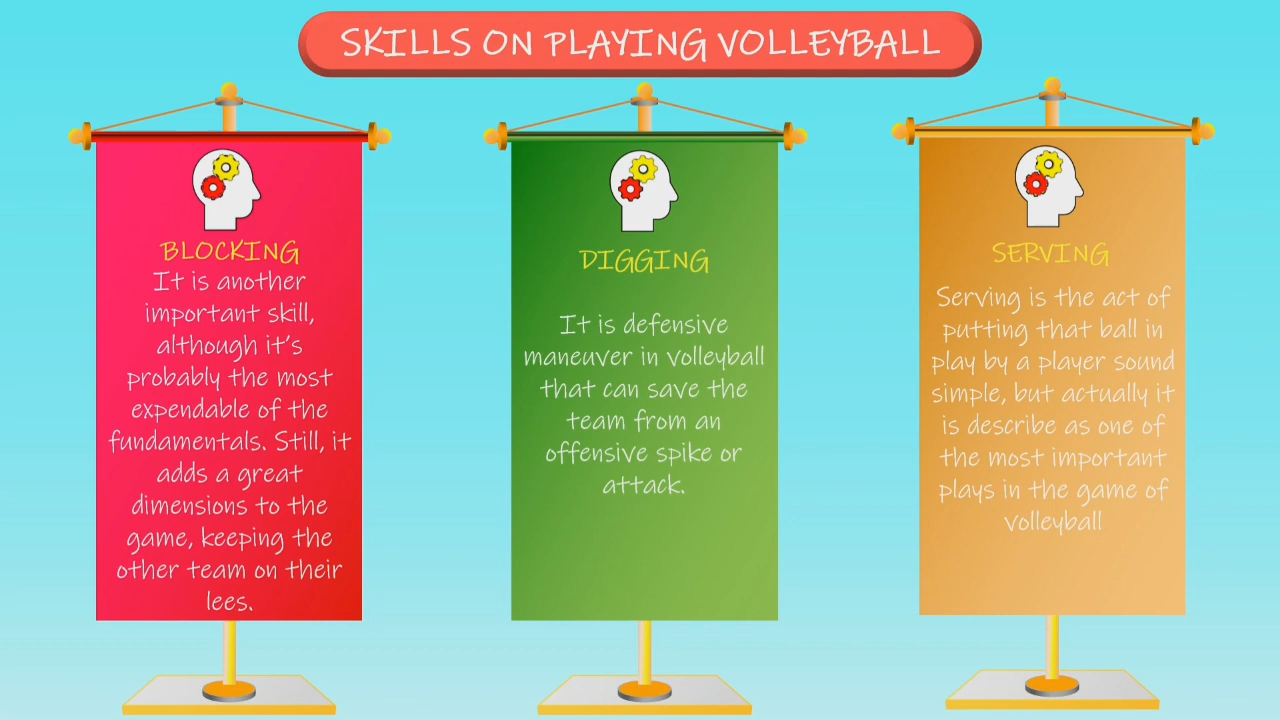 SKILLS ON PLAYING VOLLEYBALL
BLOCKING
It is another
important skill,
although it's
probably the most
expendable of the
fundamentals. Still, it
adds a great
dimensions to the
game, keeping the
other team on their
lees.
DIGGING
It is defensive
maneuver in volleyball
that can save the
team from an
offensive spike or
attack.
SERVING
Serving is the act of
putting that ball in
play by a player sound
simple, but actually it
is describe as one of
the most important
plays in the game of
volleyball